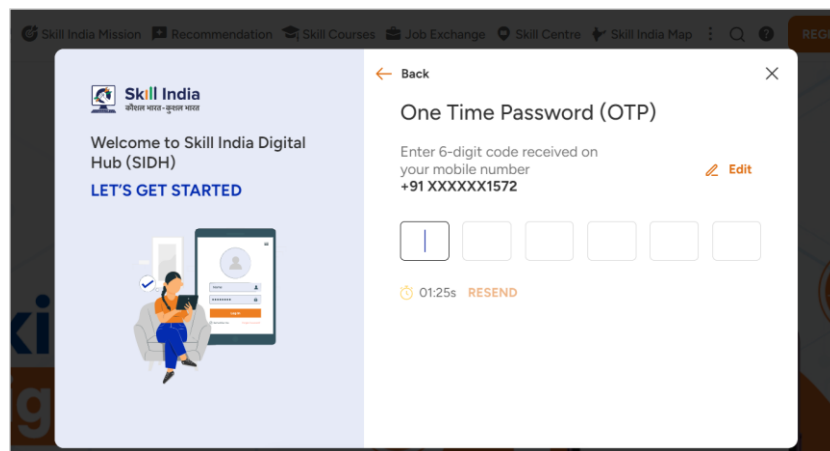 Skill India Mission Recommendation Skill Courses Job Exchange Skill Centre Skill India Map
Skill India
कौशल भारत - कुशल भारत
Welcome to Skill India Digital
Hub (SIDH)
LET'S GET STARTED
Back
One Time Password (OTP)
Enter 6-digit code received on
your mobile number
+91 XXXXXX1572
Edit
01:25s RESEND